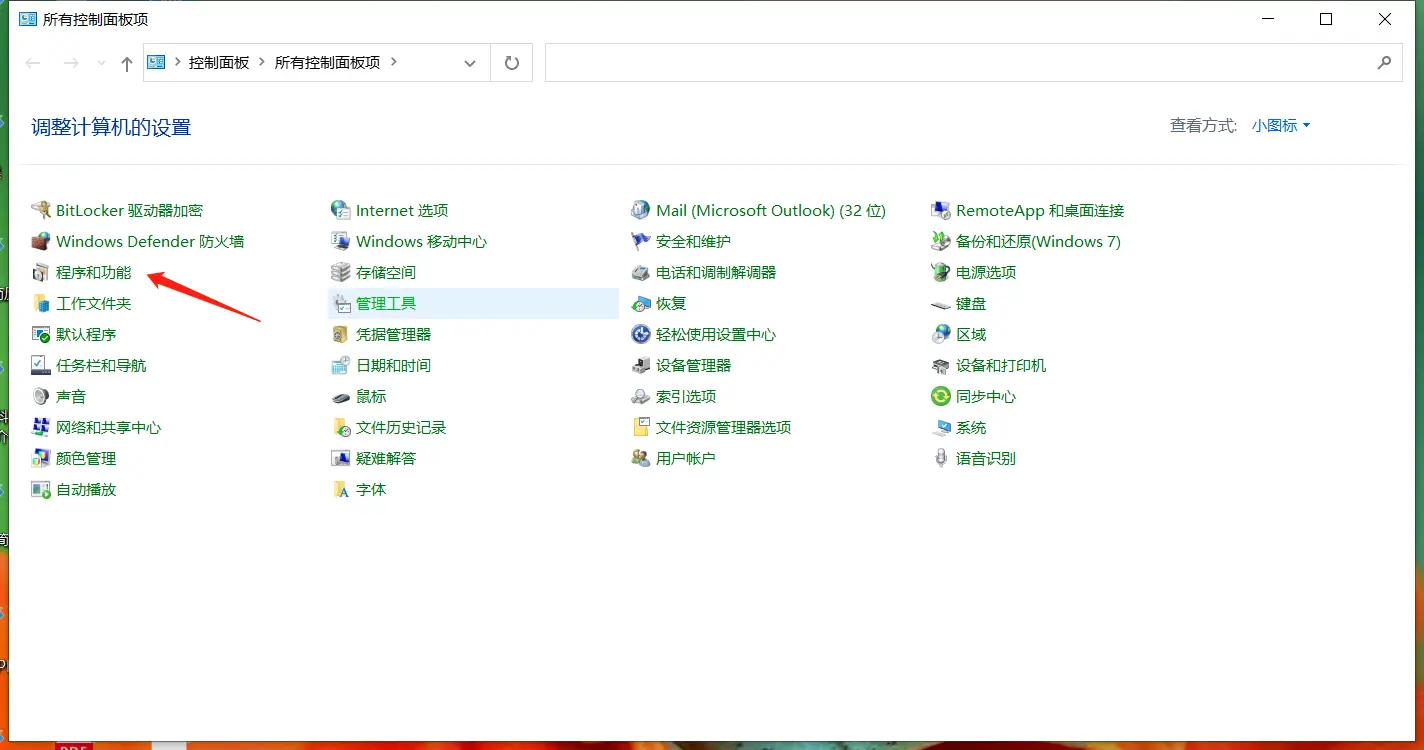 所有控制面板项
控制面板 所有控制面板项
调整计算机的设置
查看方式: 小图标
BitLocker 驱动器加密 Internet 选项 Mail (Microsoft Outlook) (32 位) RemoteApp 和桌面连接
Windows Defender 防火墙 Windows 移动中心 安全和维护 备份和还原(Windows 7)
程序和功能 存储空间 电话和调制解调器 电源选项
工作文件夹 管理工具 恢复 键盘
默认程序 凭据管理器 轻松使用设置中心 区域
任务栏和导航 日期和时间 设备管理器 设备和打印机
声音 鼠标 索引选项 同步中心
网络和共享中心 文件历史记录 文件资源管理器选项 系统
颜色管理 疑难解答 用户帐户 语音识别
自动播放 字体